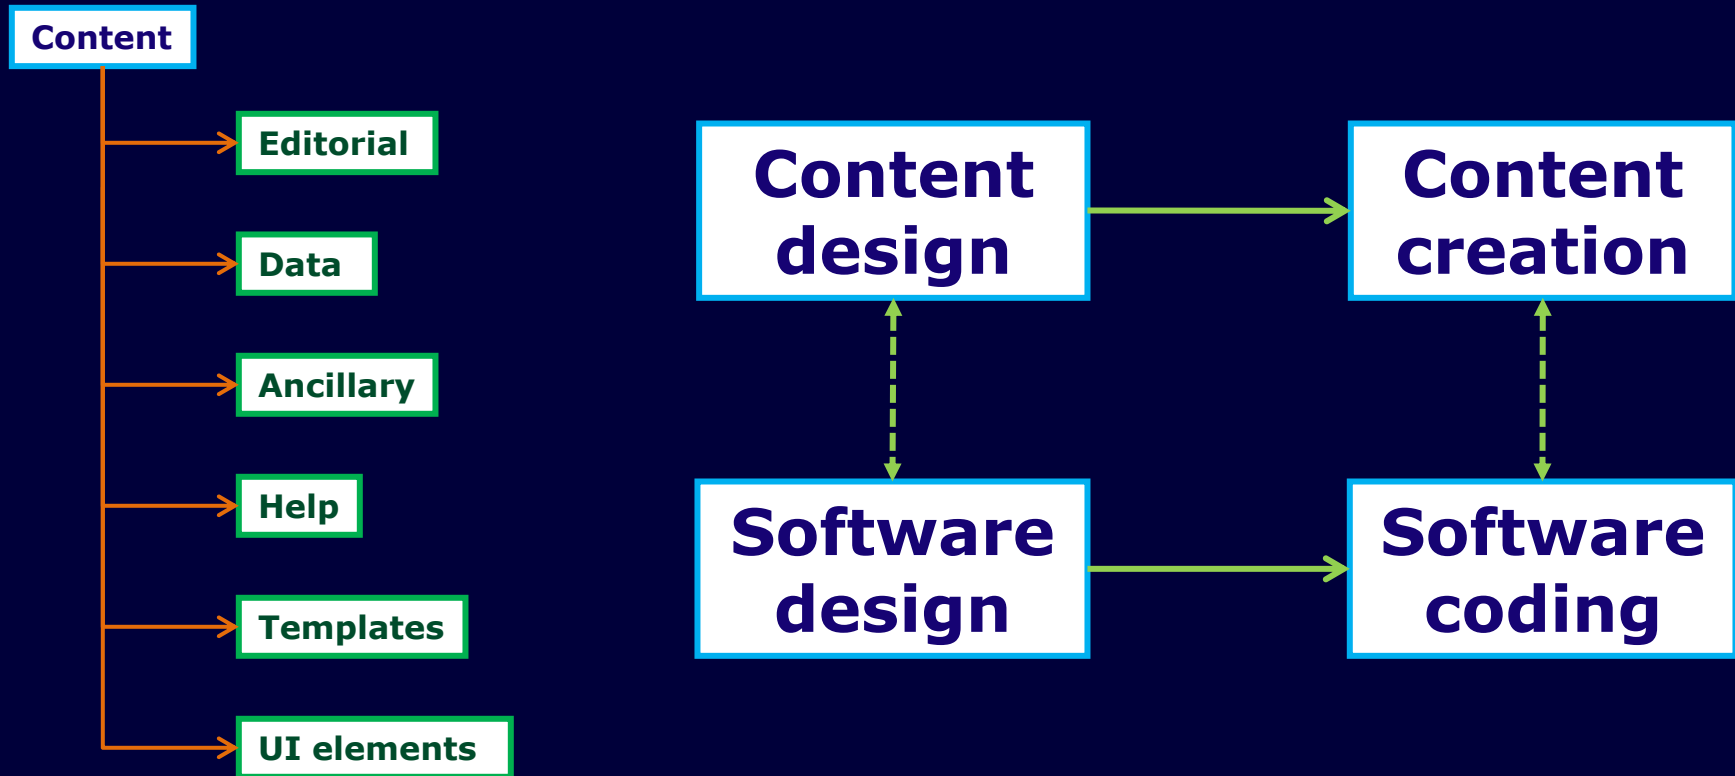 Content
Editorial
Data
Ancillary
Help
Templates
UI elements
Content
design
Content
creation
Software
design
Software
coding